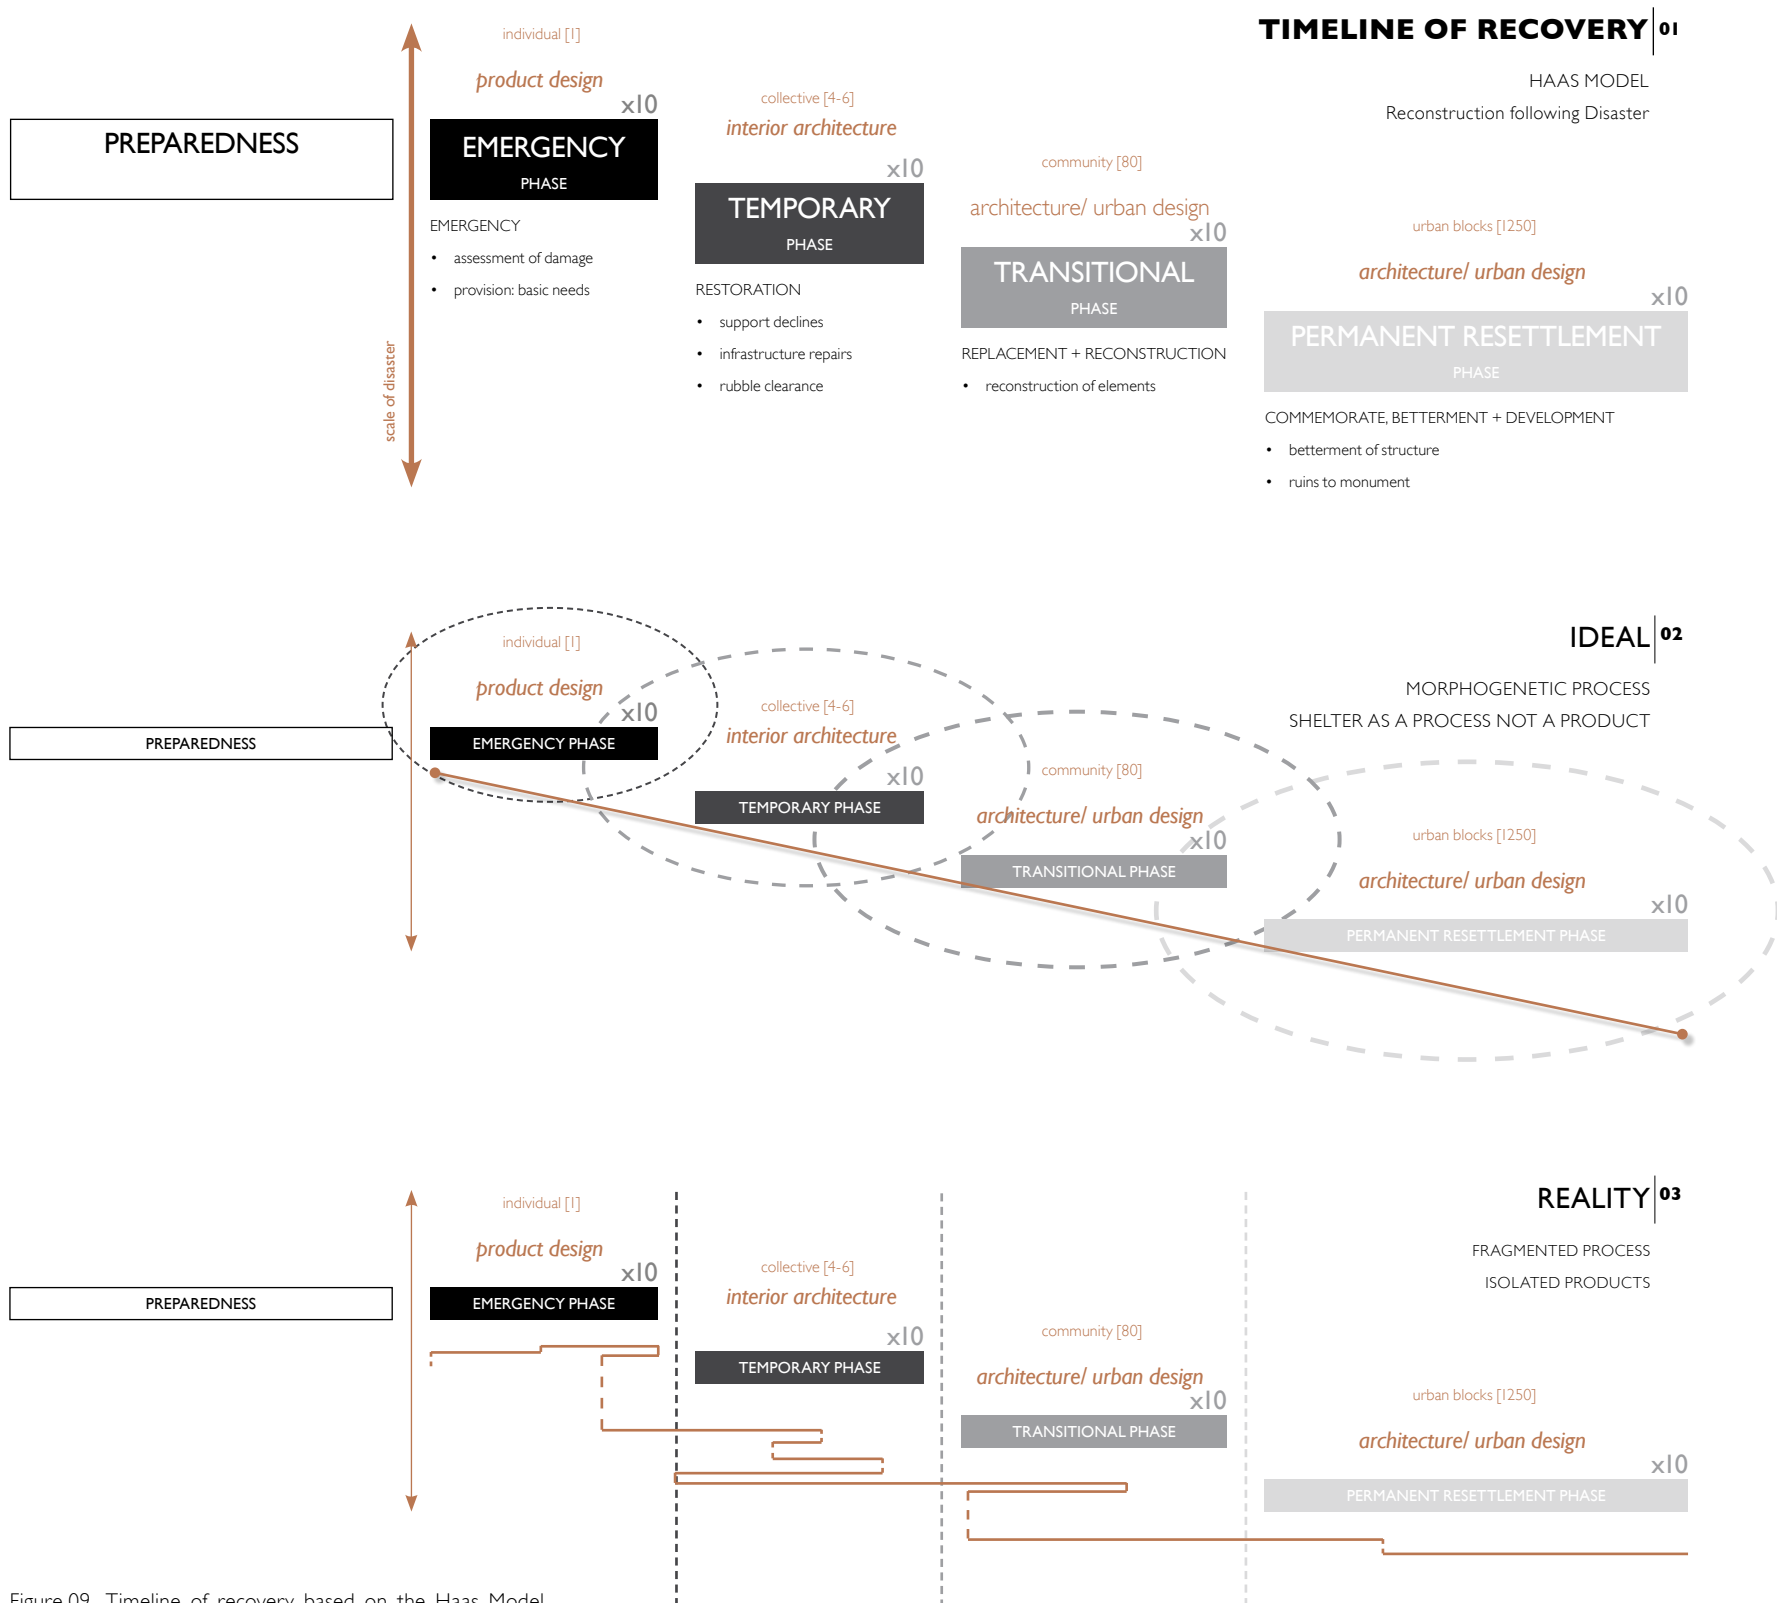 TIMELINE OF RECOVERY 01
HAAS MODEL
Reconstruction following Disaster
PREPAREDNESS
scale of disaster
individual [1]
product design
x10
EMERGENCY
PHASE
EMERGENCY
• assessment of damage
• provision: basic needs
collective [4-6]
interior architecture
x10
TEMPORARY
PHASE
RESTORATION
• support declines
• infrastructure repairs
• rubble clearance
community [80]
architecture/ urban design
x10
TRANSITIONAL
PHASE
REPLACEMENT + RECONSTRUCTION
• reconstruction of elements
urban blocks [1250]
architecture/ urban design
x10
PERMANENT RESETTLEMENT
PHASE
COMMEMORATE, BETTERMENT + DEVELOPMENT
• betterment of structure
• ruins to monument
IDEAL 02
MORPHOGENETIC PROCESS
SHELTER AS A PROCESS NOT A PRODUCT
PREPAREDNESS
individual [1]
product design
x10
EMERGENCY PHASE
collective [4-6]
interior architecture
x10
TEMPORARY PHASE
community [80]
architecture/ urban design
x10
TRANSITIONAL PHASE
urban blocks [1250]
architecture/ urban design
x10
PERMANENT RESETTLEMENT PHASE
REALITY 03
FRAGMENTED PROCESS
ISOLATED PRODUCTS
PREPAREDNESS
individual [1]
product design
x10
EMERGENCY PHASE
collective [4-6]
interior architecture
x10
TEMPORARY PHASE
community [80]
architecture/ urban design
x10
TRANSITIONAL PHASE
urban blocks [1250]
architecture/ urban design
x10
PERMANENT RESETTLEMENT PHASE
Figure 09. Timeline of recovery based on the Haas Model